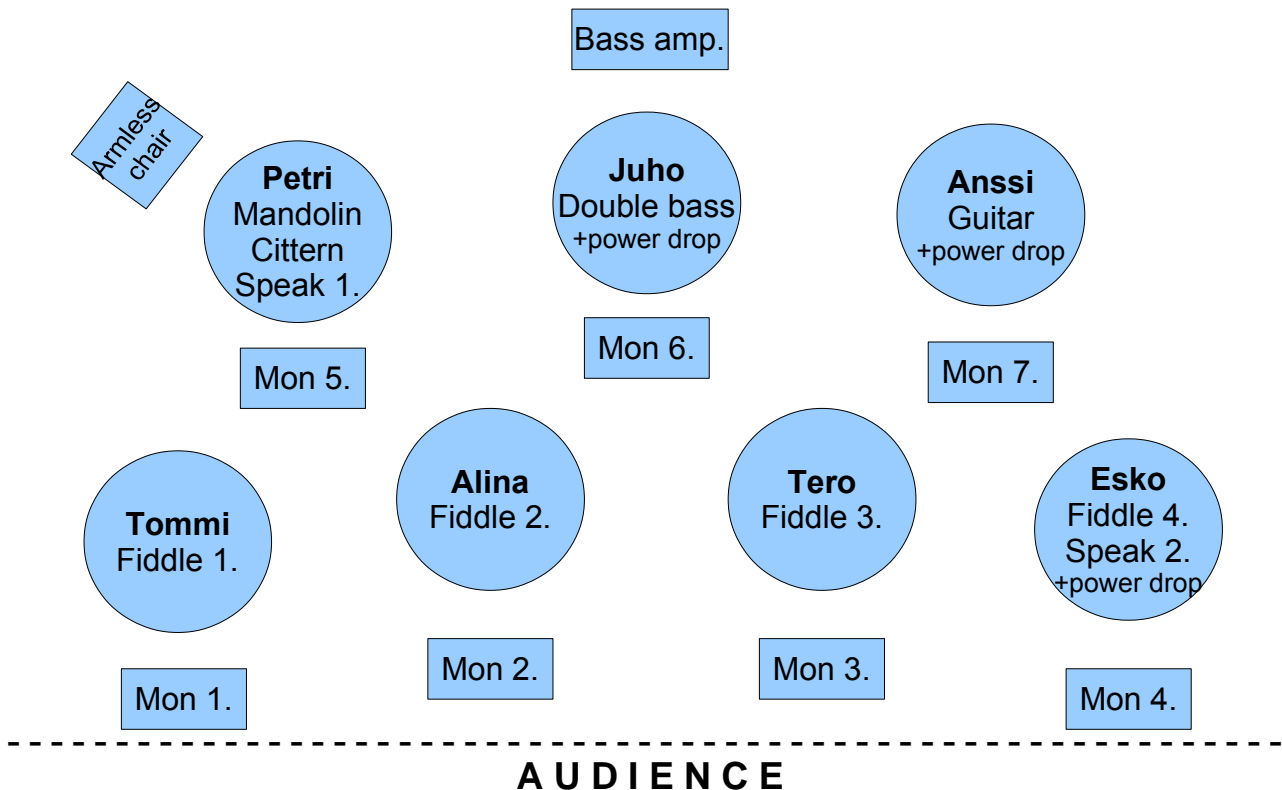 Bass amp.
Armless
chair
Petri
Mandolin
Cittern
Speak 1.
Juho
Double bass
+power drop
Anssi
Guitar
+power drop
Mon 5.
Mon 6.
Mon 7.
Tommi
Fiddle 1.
Alina
Fiddle 2.
Tero
Fiddle 3.
Esko
Fiddle 4.
Speak 2.
+power drop
Mon 1.
Mon 2.
Mon 3.
Mon 4.
AUDIENCE